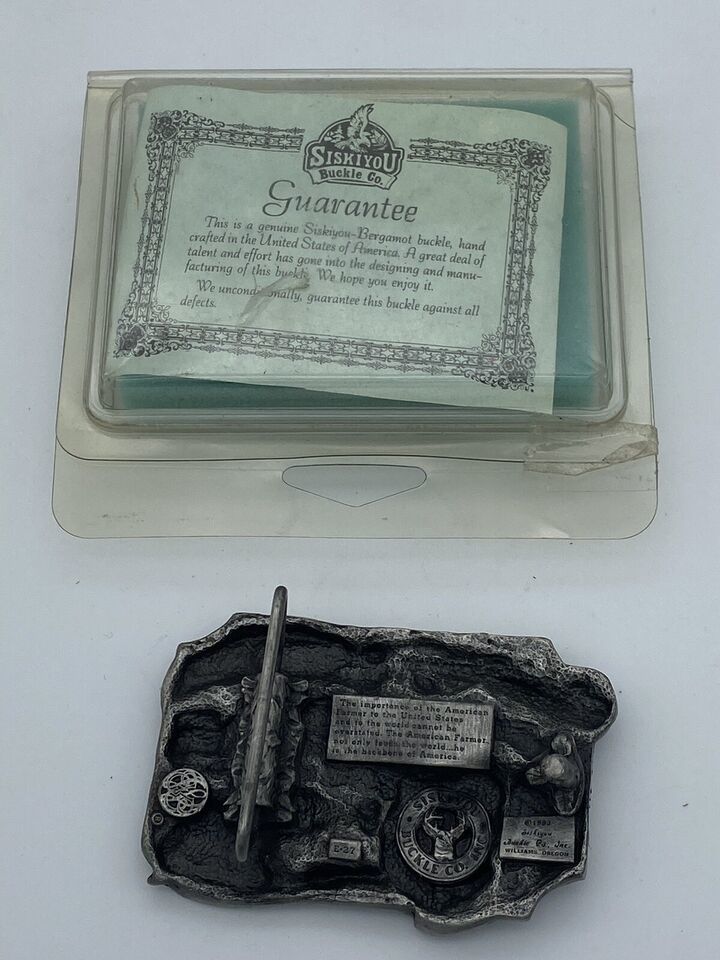 SISKIYOU
Buckle Co.
Guarantee
This is a genuine Siskiyou-Bergamot buckle, hand
crafted in the United States of America. A great deal of
talent and effort has gone into the designing and manu-
facturing of this buckle. We hope you enjoy it.
We unconditionally, guarantee this buckle against all
defects.
The importance of the American
Farmer to the United States
and to the world cannot be
overstated. The American Farmer
not only feeds the world...he
is the backbone of America.
®
E-27
SISKIYOU
BUCKLE CO. INC.
Siskiyou
Buckle Co., Inc.
WILLIAMS, OREGON